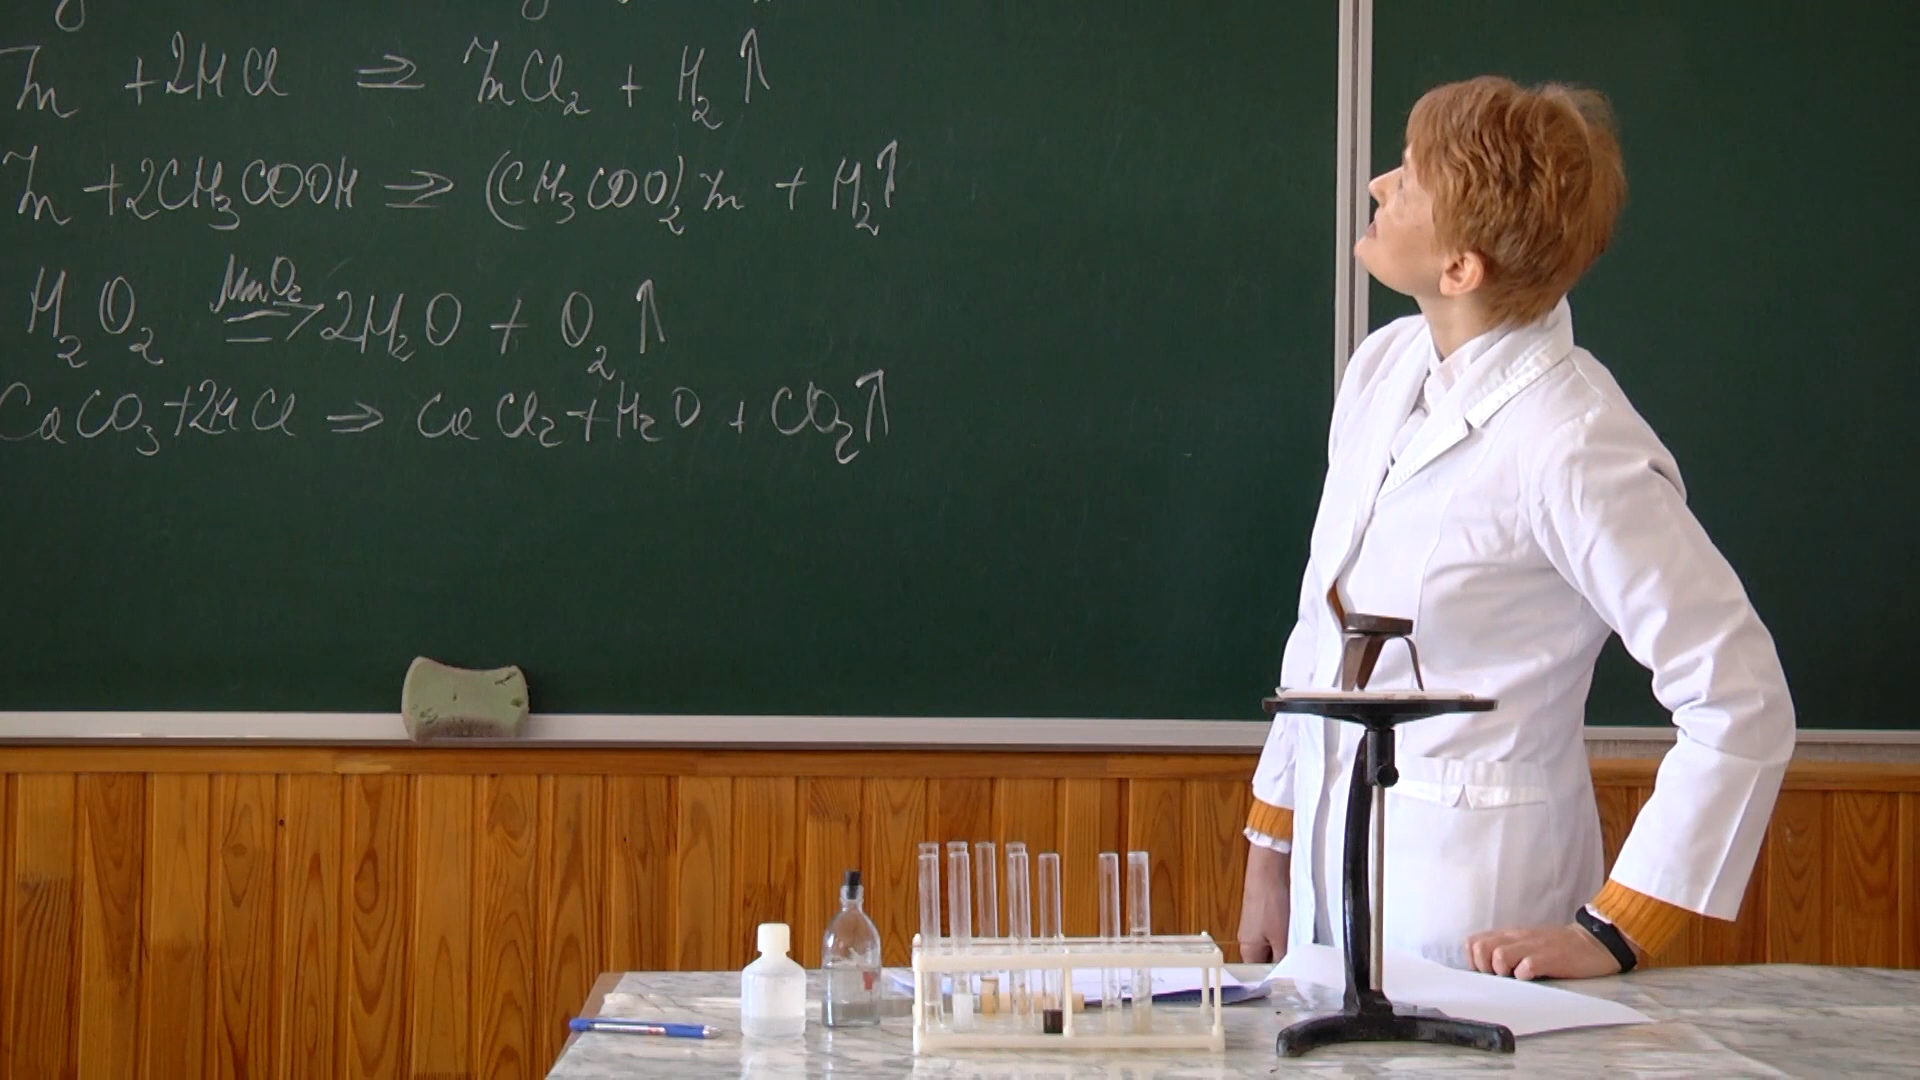 Zn + 2HCl => ZnCl₂ + H₂↑
Zn + 2CH₃COOH => (CH₃COO)₂Zn + H₂↑
MnO₂
H₂O₂ => 2H₂O + O₂↑
CaCO₃ + 2HCl => CaCl₂ + H₂O + CO₂↑